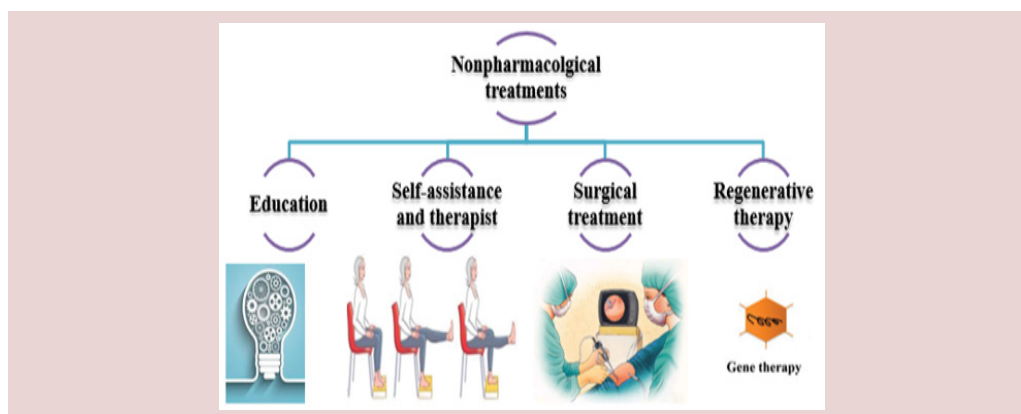 Nonpharmacolgical
treatments
Education
Self-assistance
and therapist
Surgical
treatment
Regenerative
therapy
Gene therapy